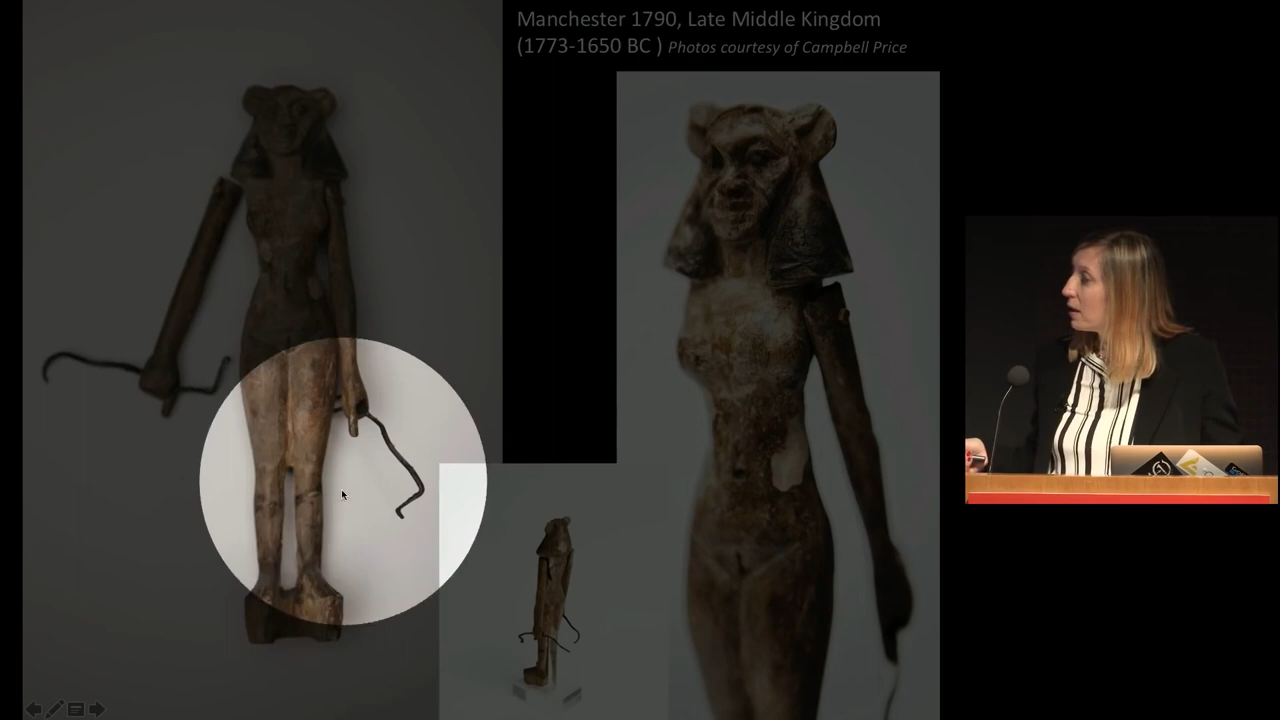 Manchester 1790, Late Middle Kingdom
(1773-1650 BC ) Photos courtesy of Campbell Price